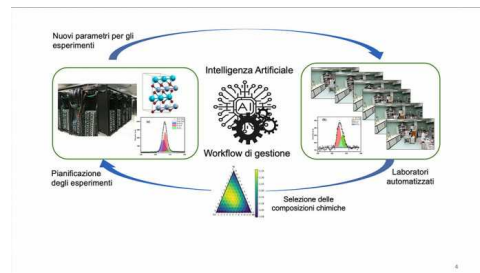 Nuovi parametri per gli
esperimenti
Intelligenza Artificiale
AI
Workflow di gestione
Pianificazione
degli esperimenti
Laboratori
automatizzati
Selezione delle
composizioni chimiche
4